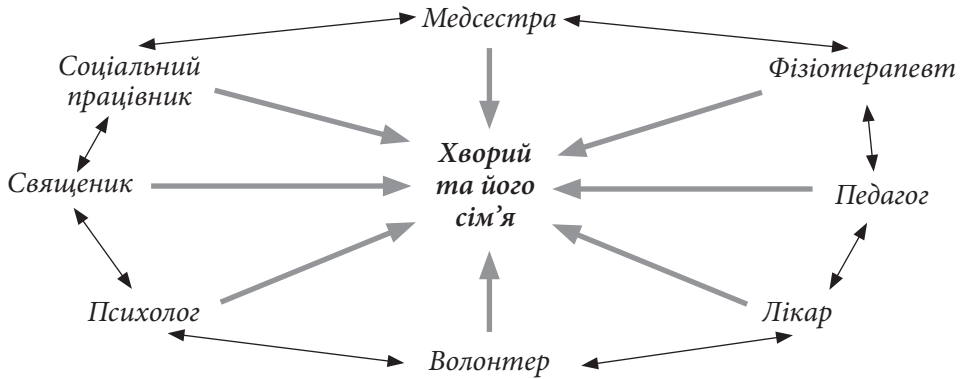 Медсестра
Соціальний
працівник
Фізіотерапевт
Хворий
та його
сім’я
Священик
Педагог
Психолог
Лікар
Волонтер